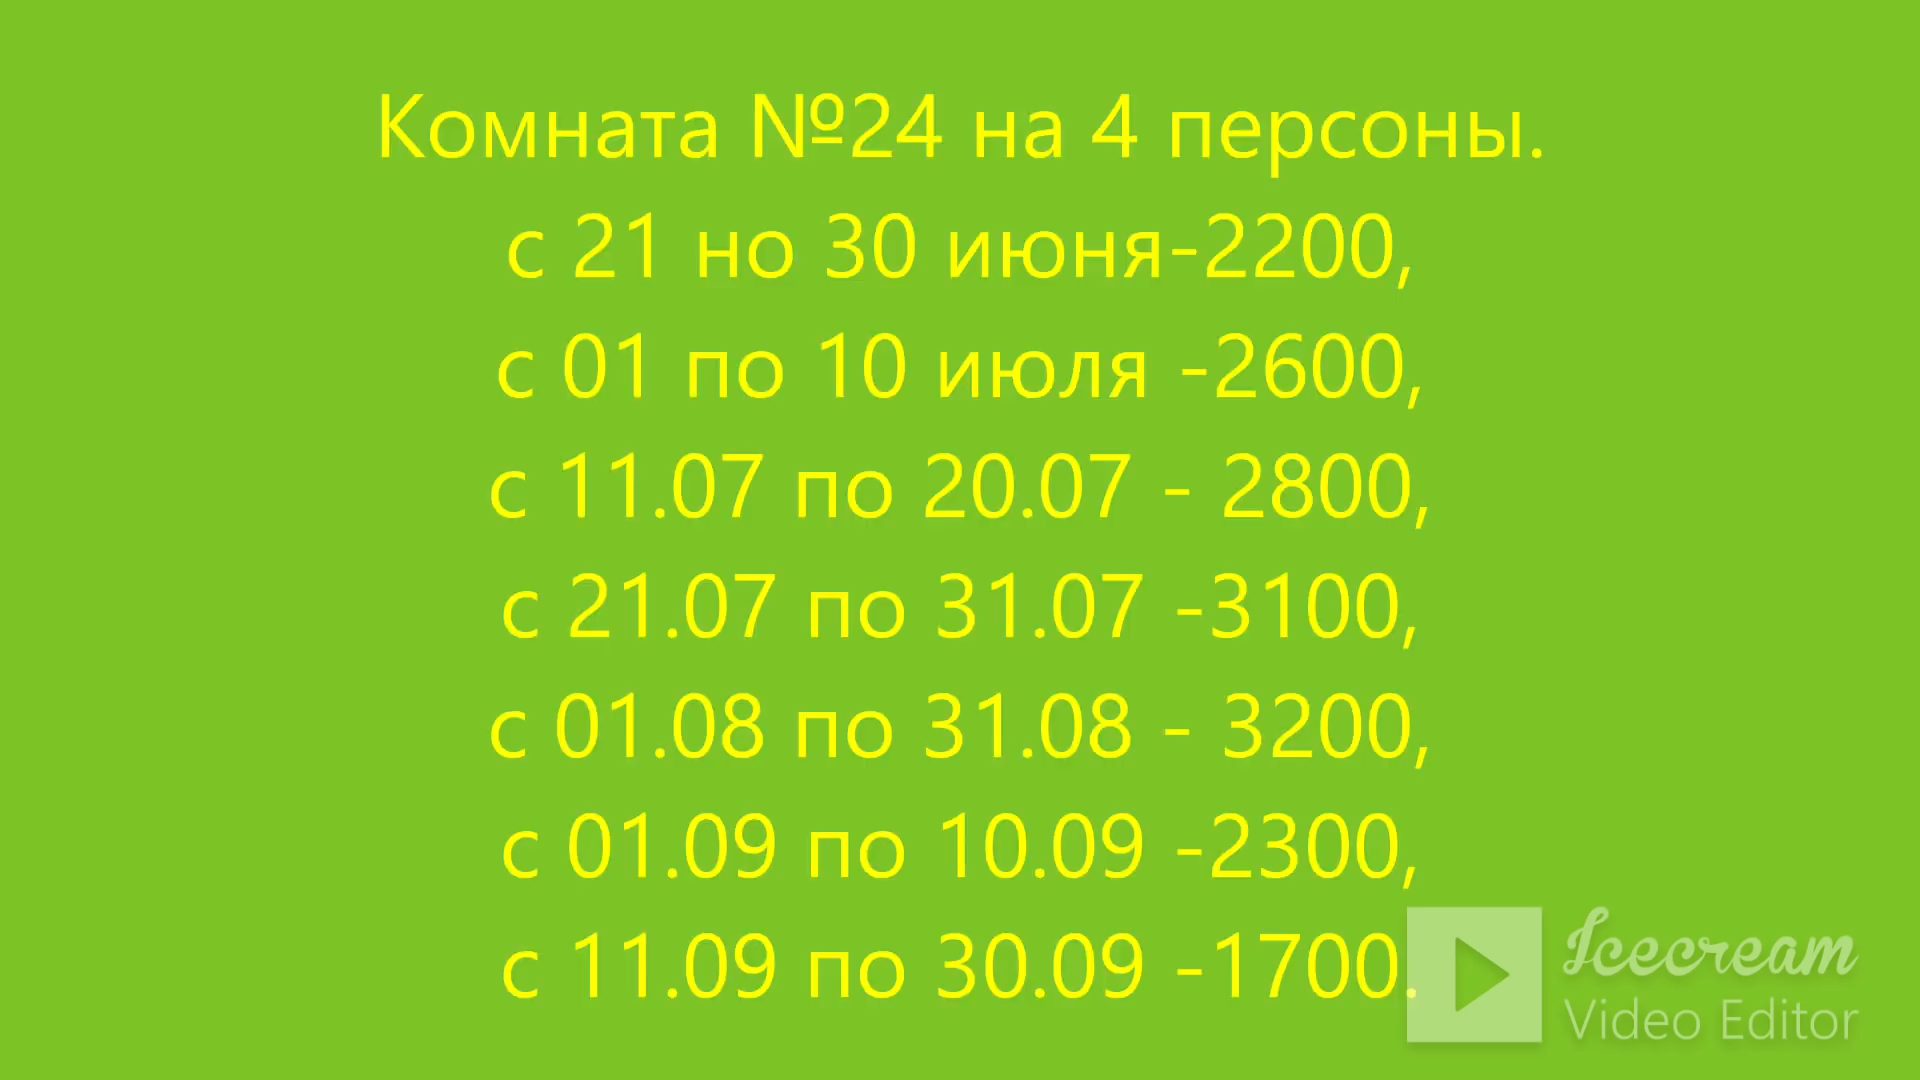 Комната №24 на 4 персоны.
с 21 но 30 июня-2200,
с 01 по 10 июля -2600,
с 11.07 по 20.07 - 2800,
с 21.07 по 31.07 -3100,
с 01.08 по 31.08 - 3200,
с 01.09 по 10.09 -2300,
с 11.09 по 30.09 -1700.
Icecream
Video Editor